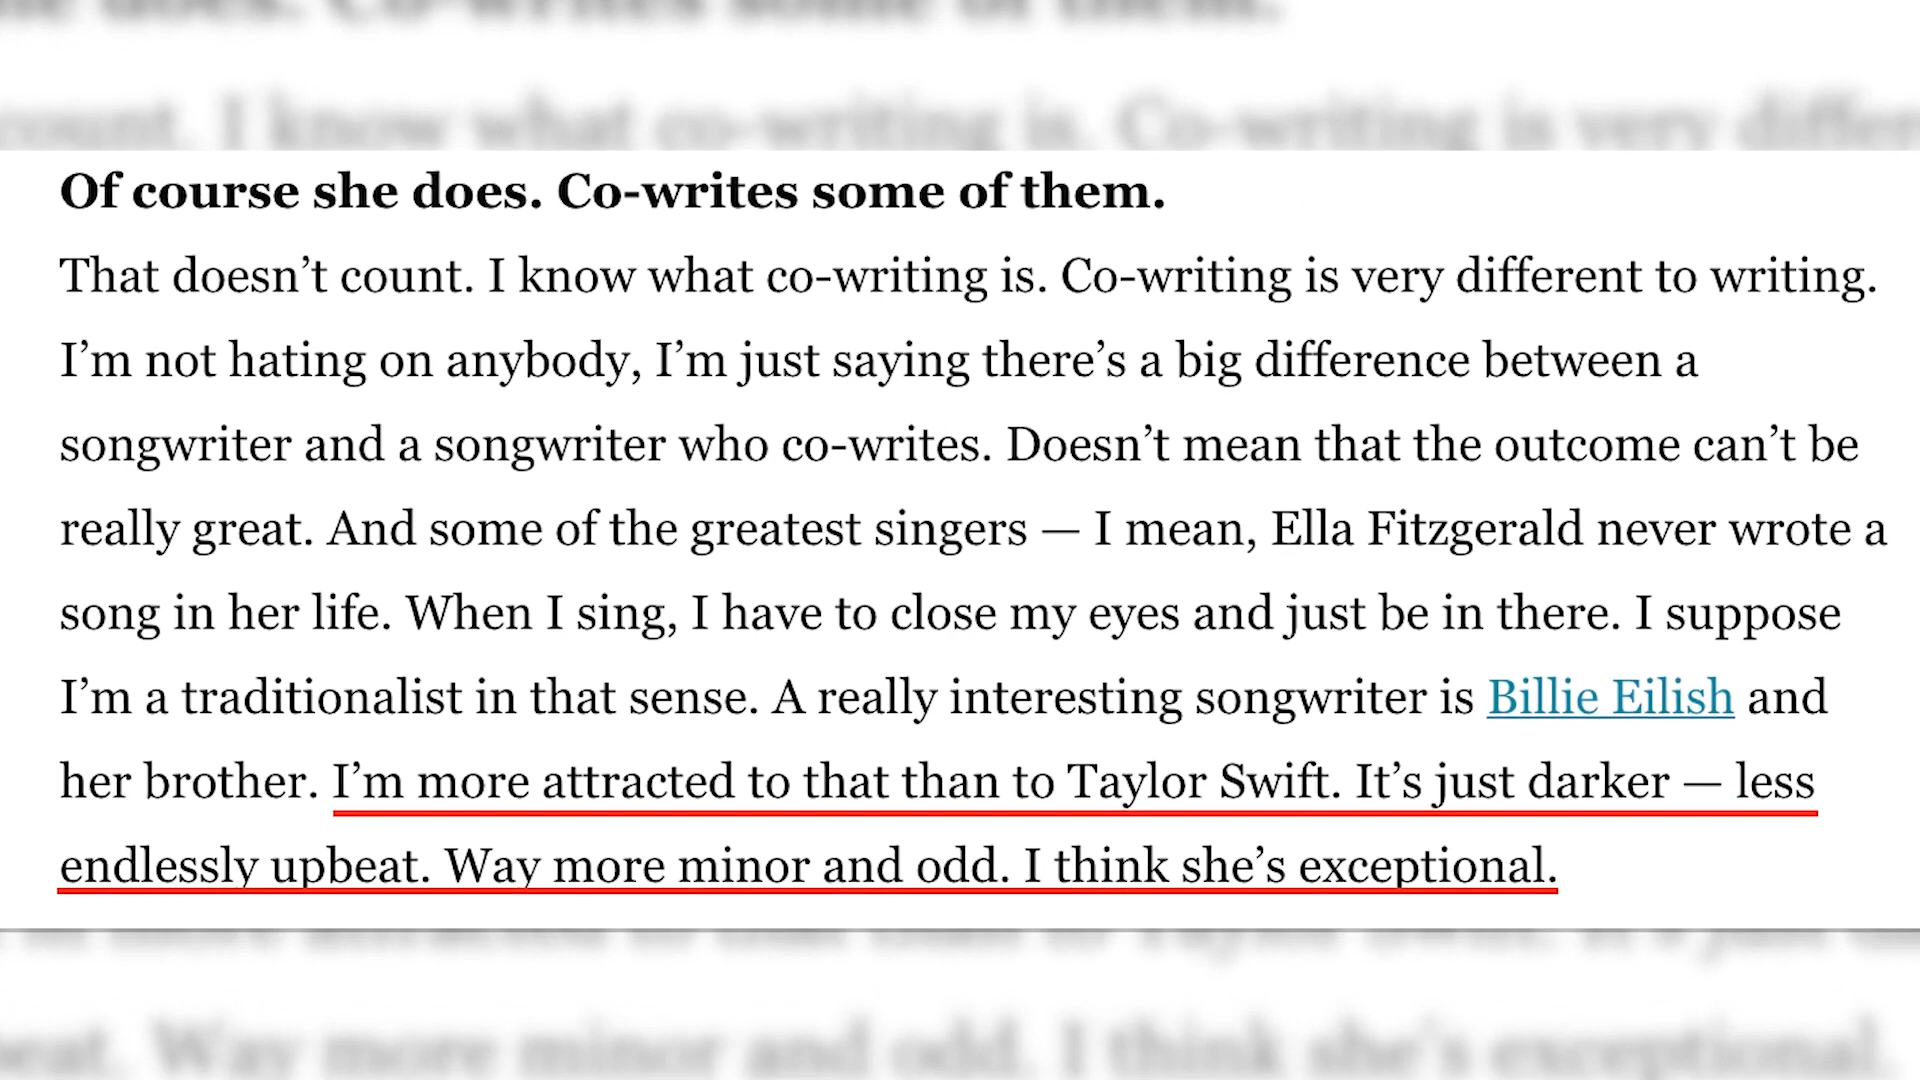 Of course she does. Co-writes some of them.
That doesn’t count. I know what co-writing is. Co-writing is very different to writing.
I’m not hating on anybody, I’m just saying there’s a big difference between a
songwriter and a songwriter who co-writes. Doesn’t mean that the outcome can’t be
really great. And some of the greatest singers — I mean, Ella Fitzgerald never wrote a
song in her life. When I sing, I have to close my eyes and just be in there. I suppose
I’m a traditionalist in that sense. A really interesting songwriter is Billie Eilish and
her brother. I’m more attracted to that than to Taylor Swift. It’s just darker — less
endlessly upbeat. Way more minor and odd. I think she’s exceptional.